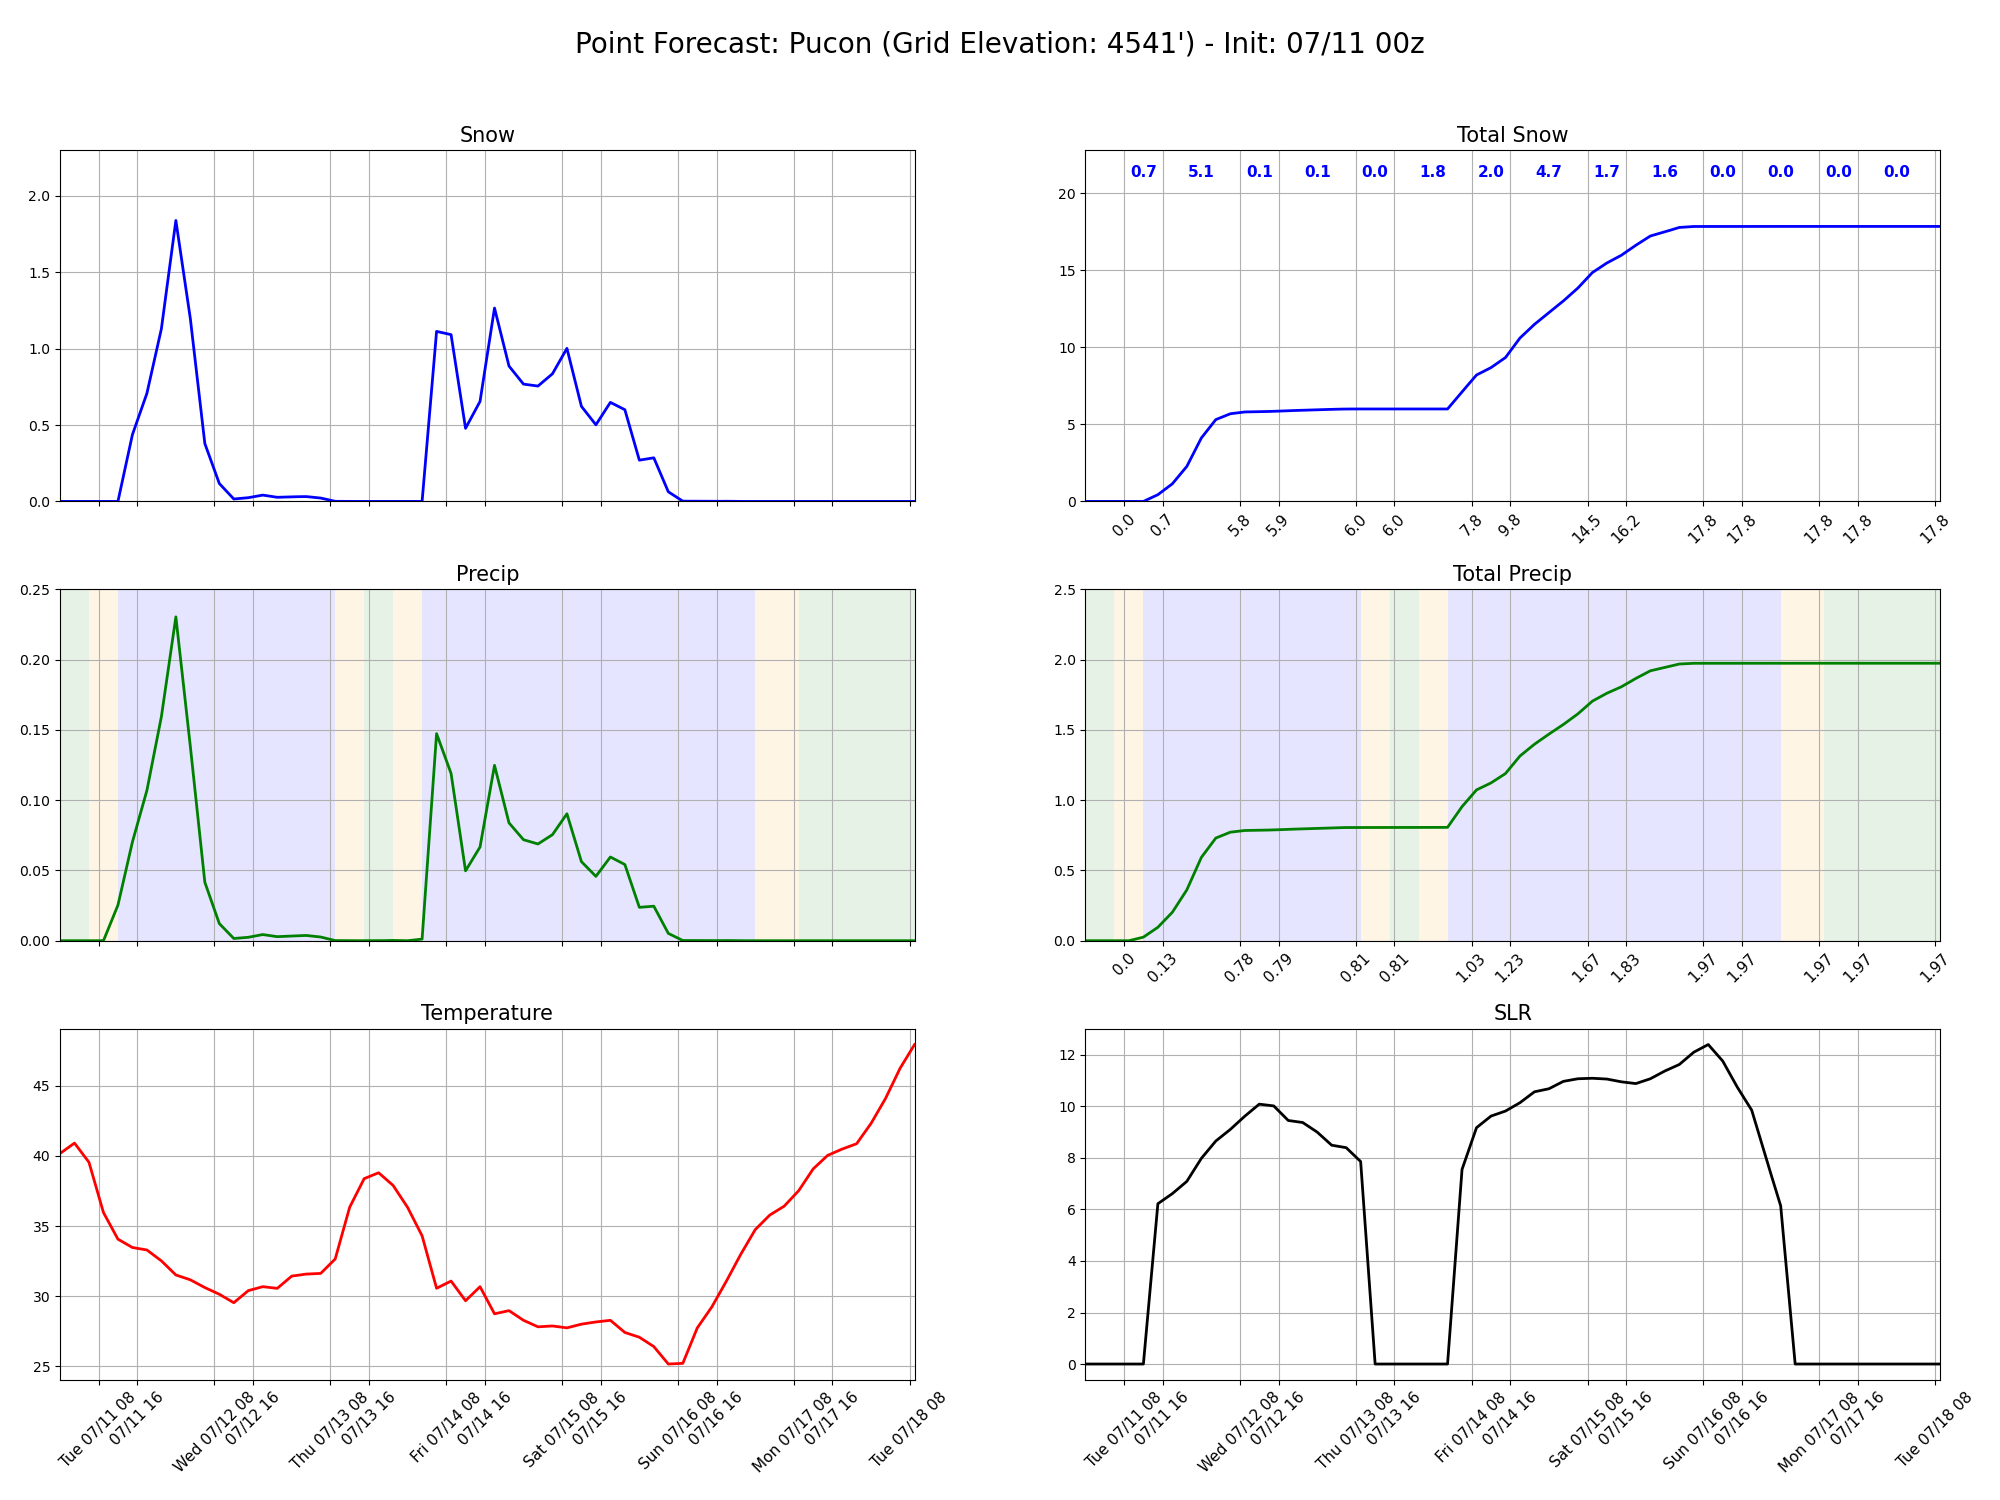 Point Forecast: Pucon (Grid Elevation: 4541') - Init: 07/11 00z
Snow
2.0
1.5
1.0
0.5
0.0
Total Snow
0.7 5.1 0.1 0.1 0.0 1.8 2.0 4.7 1.7 1.6 0.0 0.0 0.0 0.0
20
15
10
5
0
0.0 0.7 5.8 5.9 6.0 6.0 7.8 9.8 14.5 16.2 17.8 17.8 17.8 17.8 17.8
Precip
0.25
0.20
0.15
0.10
0.05
0.00
Total Precip
2.5
2.0
1.5
1.0
0.5
0.0
0.0 0.13 0.78 0.79 0.81 0.81 1.03 1.23 1.67 1.83 1.97 1.97 1.97 1.97 1.97
Temperature
45
40
35
30
25
Tue 07/11 08
07/11 16
Wed 07/12 08
07/12 16
Thu 07/13 08
07/13 16
Fri 07/14 08
07/14 16
Sat 07/15 08
07/15 16
Sun 07/16 08
07/16 16
Mon 07/17 08
07/17 16
Tue 07/18 08
SLR
12
10
8
6
4
2
0
Tue 07/11 08
07/11 16
Wed 07/12 08
07/12 16
Thu 07/13 08
07/13 16
Fri 07/14 08
07/14 16
Sat 07/15 08
07/15 16
Sun 07/16 08
07/16 16
Mon 07/17 08
07/17 16
Tue 07/18 08